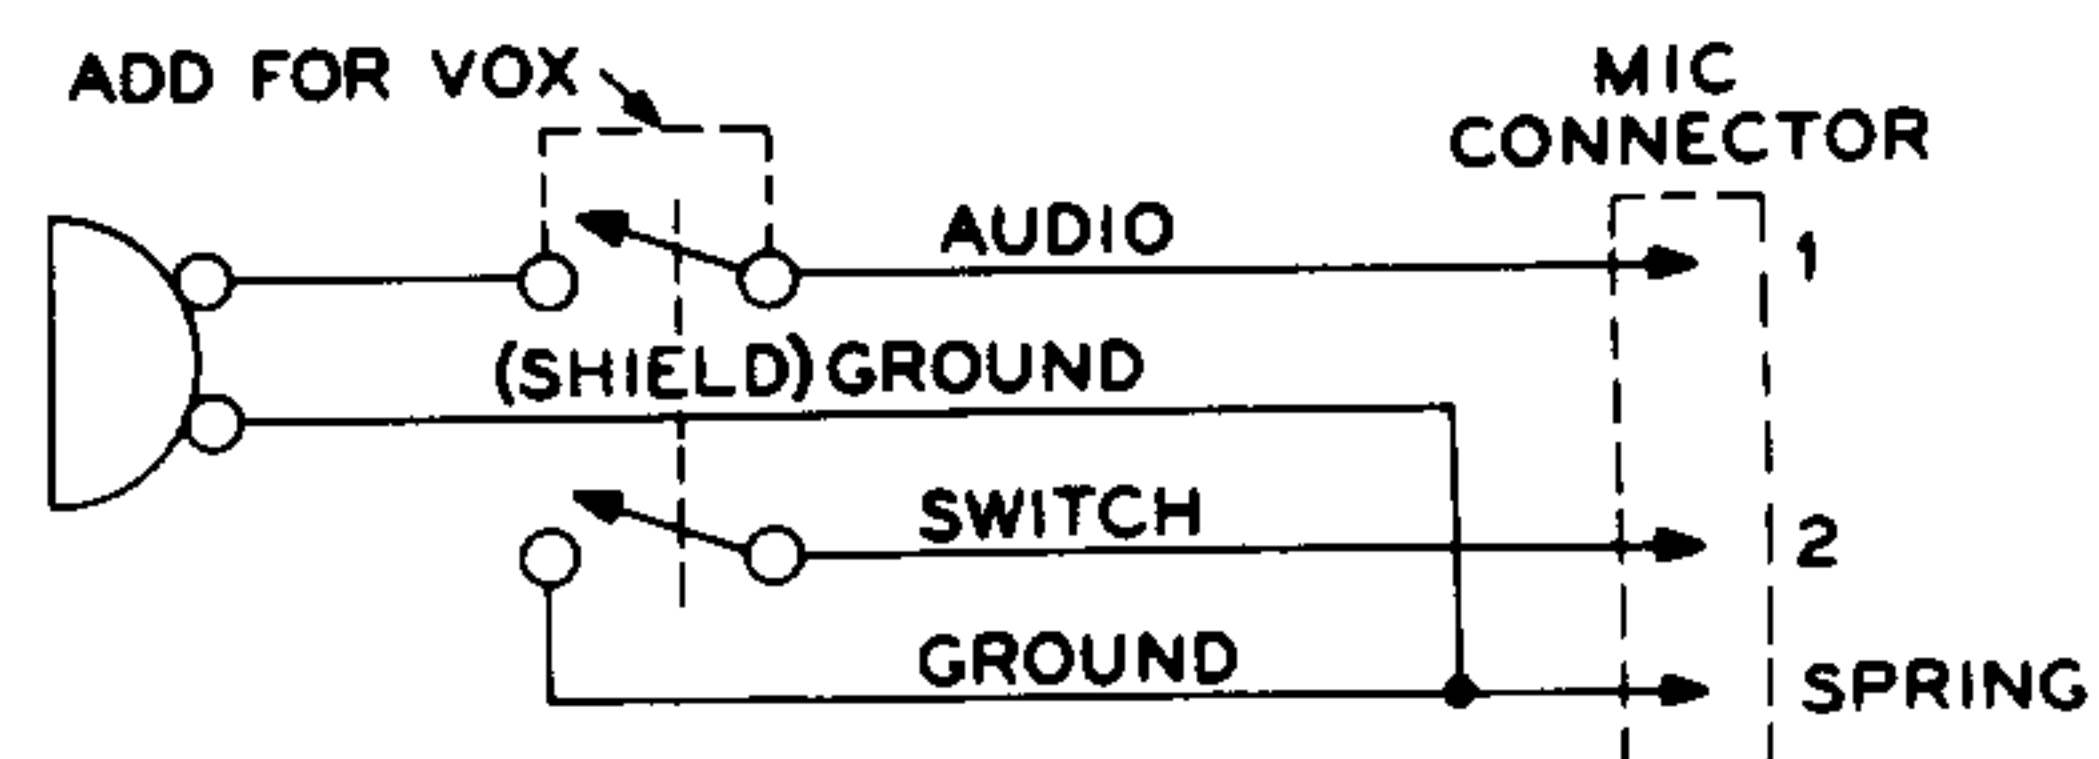 ADD FOR VOX
MIC
CONNECTOR
AUDIO
1
(SHIELD) GROUND
SWITCH
2
GROUND
SPRING